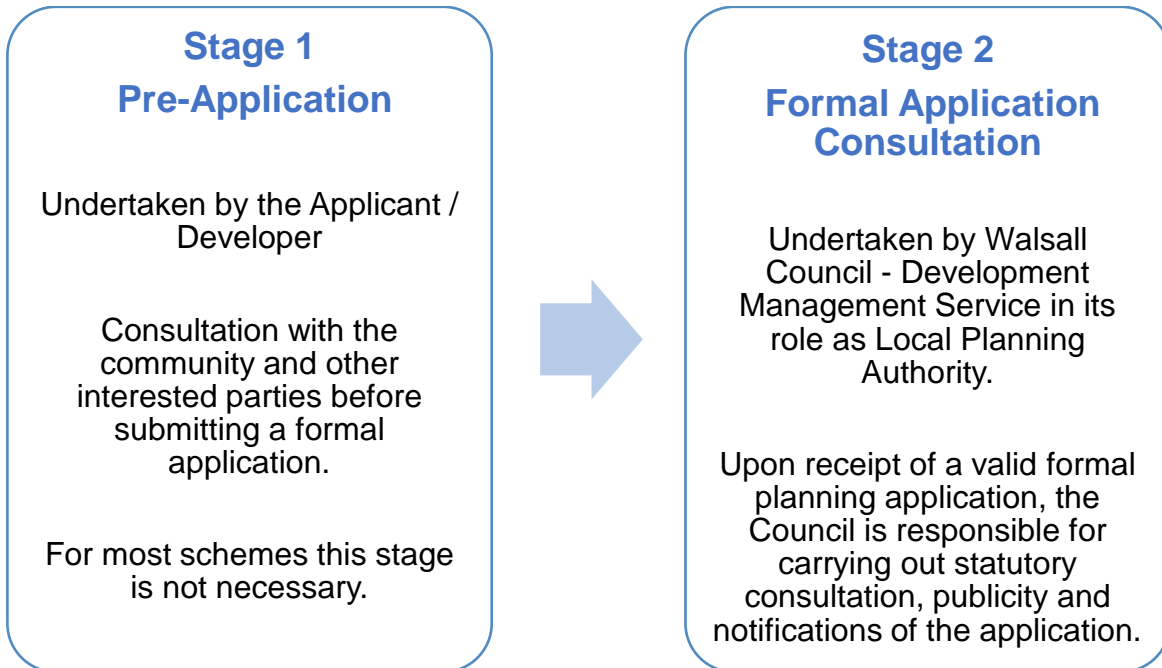 Stage 1
Pre-Application
Undertaken by the Applicant /
Developer
Consultation with the
community and other
interested parties before
submitting a formal
application.
For most schemes this stage
is not necessary.
Stage 2
Formal Application
Consultation
Undertaken by Walsall
Council - Development
Management Service in its
role as Local Planning
Authority.
Upon receipt of a valid formal
planning application, the
Council is responsible for
carrying out statutory
consultation, publicity and
notifications of the application.